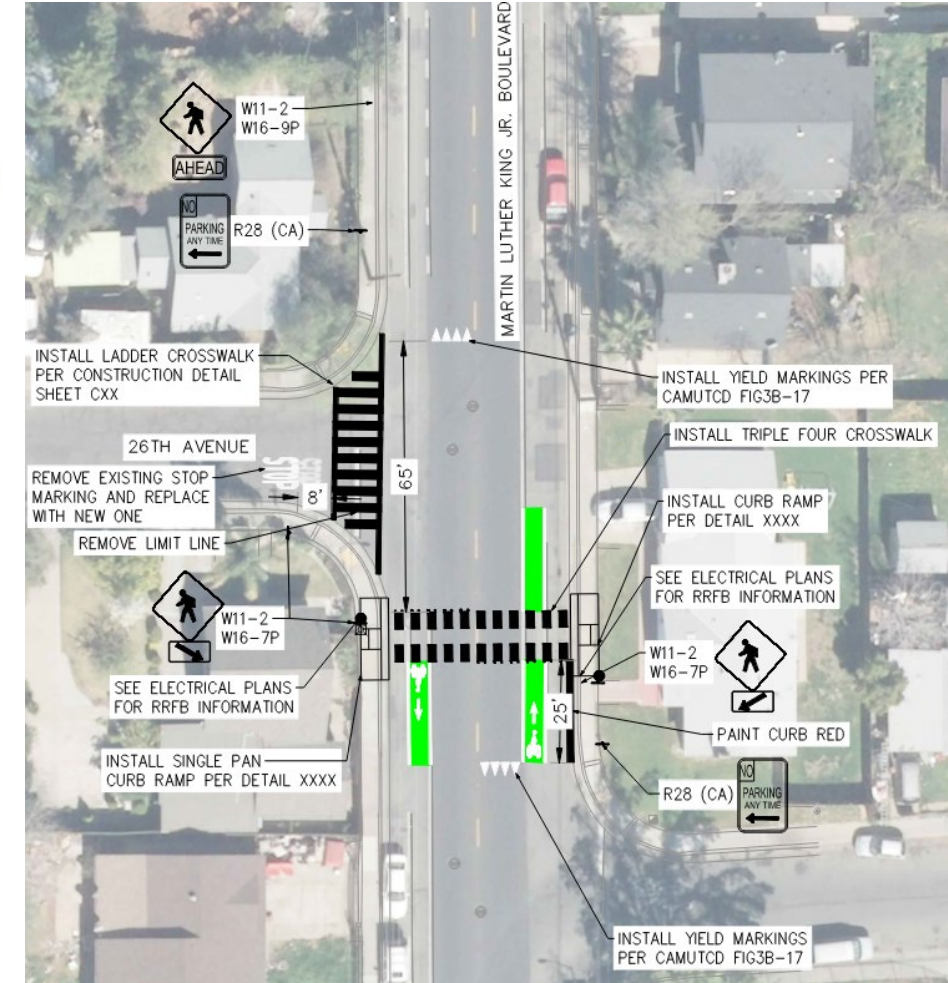 MARTIN LUTHER KING JR. BOULEVARD
W11-2
W16-9P
AHEAD
NO
PARKING
ANY TIME
R28 (CA)
INSTALL LADDER CROSSWALK
PER CONSTRUCTION DETAIL
SHEET CXX
INSTALL YIELD MARKINGS PER
CAMUTCD FIG3B-17
INSTALL TRIPLE FOUR CROSSWALK
26TH AVENUE
STOP
65'
8'
REMOVE EXISTING STOP
MARKING AND REPLACE
WITH NEW ONE
REMOVE LIMIT LINE
INSTALL CURB RAMP
PER DETAIL XXXX
SEE ELECTRICAL PLANS
FOR RRFB INFORMATION
W11-2
W16-7P
W11-2
W16-7P
SEE ELECTRICAL PLANS
FOR RRFB INFORMATION
25'
PAINT CURB RED
INSTALL SINGLE PAN
CURB RAMP PER DETAIL XXXX
R28 (CA)
NO
PARKING
ANY TIME
INSTALL YIELD MARKINGS
PER CAMUTCD FIG3B-17